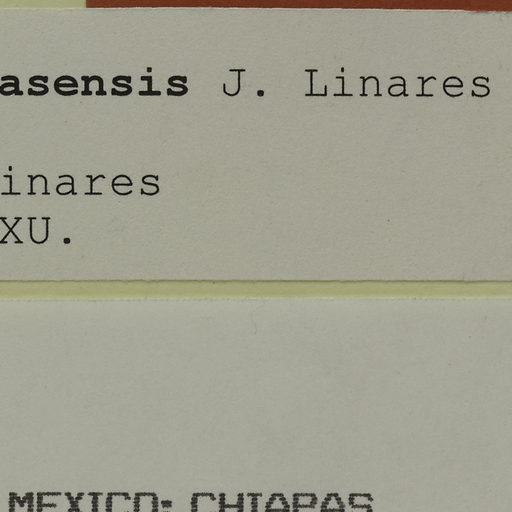 asensis J. Linares
inares
XU.
MEXICO: CHIAPAS